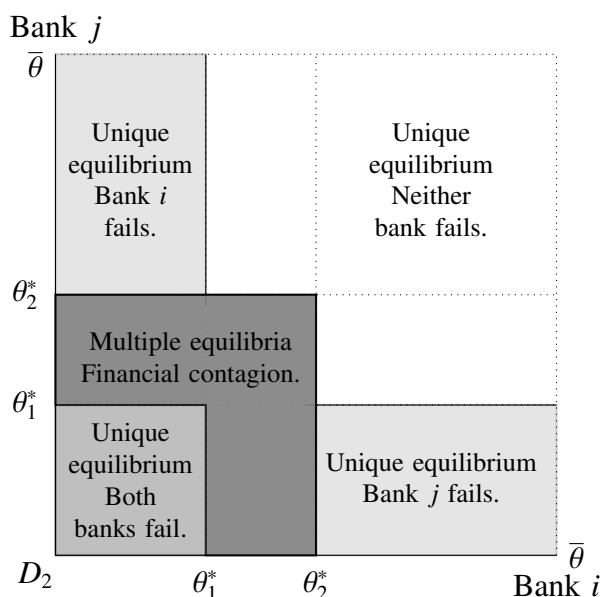 Bank j
θ̅
Unique
equilibrium
Bank i
fails.
Unique
equilibrium
Neither
bank fails.
θ₂*
Multiple equilibria
Financial contagion.
θ₁*
Unique
equilibrium
Both
banks fail.
Unique equilibrium
Bank j fails.
D₂
θ₁*
θ₂*
θ̅
Bank i